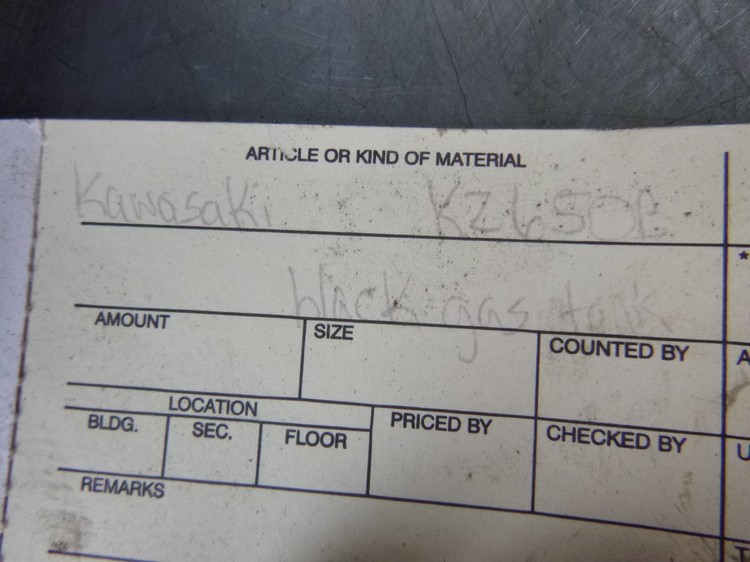 ARTICLE OR KIND OF MATERIAL
Kawasaki KZ650C
*
black gas tank
AMOUNT
SIZE
COUNTED BY
A
LOCATION
BLDG.
SEC.
FLOOR
PRICED BY
CHECKED BY
U
REMARKS
T